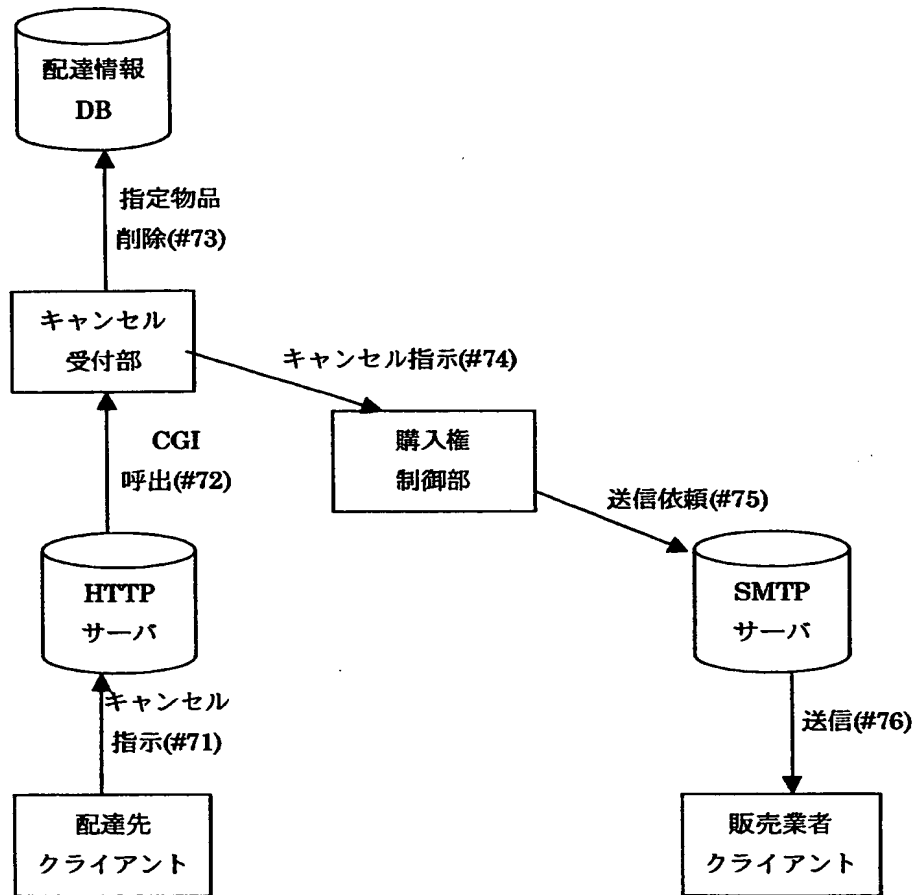 配達情報
DB
指定物品
削除(#73)
キャンセル
受付部
キャンセル指示(#74)
CGI
呼出(#72)
購入権
制御部
送信依頼(#75)
HTTP
サーバ
SMTP
サーバ
キャンセル
指示(#71)
送信(#76)
配達先
クライアント
販売業者
クライアント